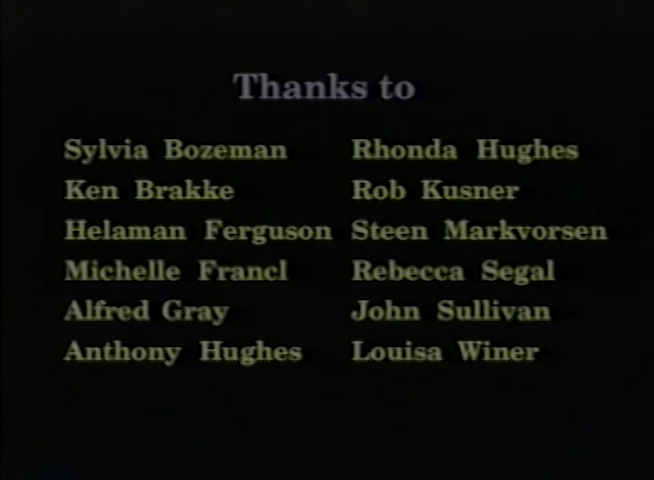 Thanks to
Sylvia Bozeman
Ken Brakke
Helaman Ferguson
Michelle Francl
Alfred Gray
Anthony Hughes
Rhonda Hughes
Rob Kusner
Steen Markvorsen
Rebecca Segal
John Sullivan
Louisa Winer